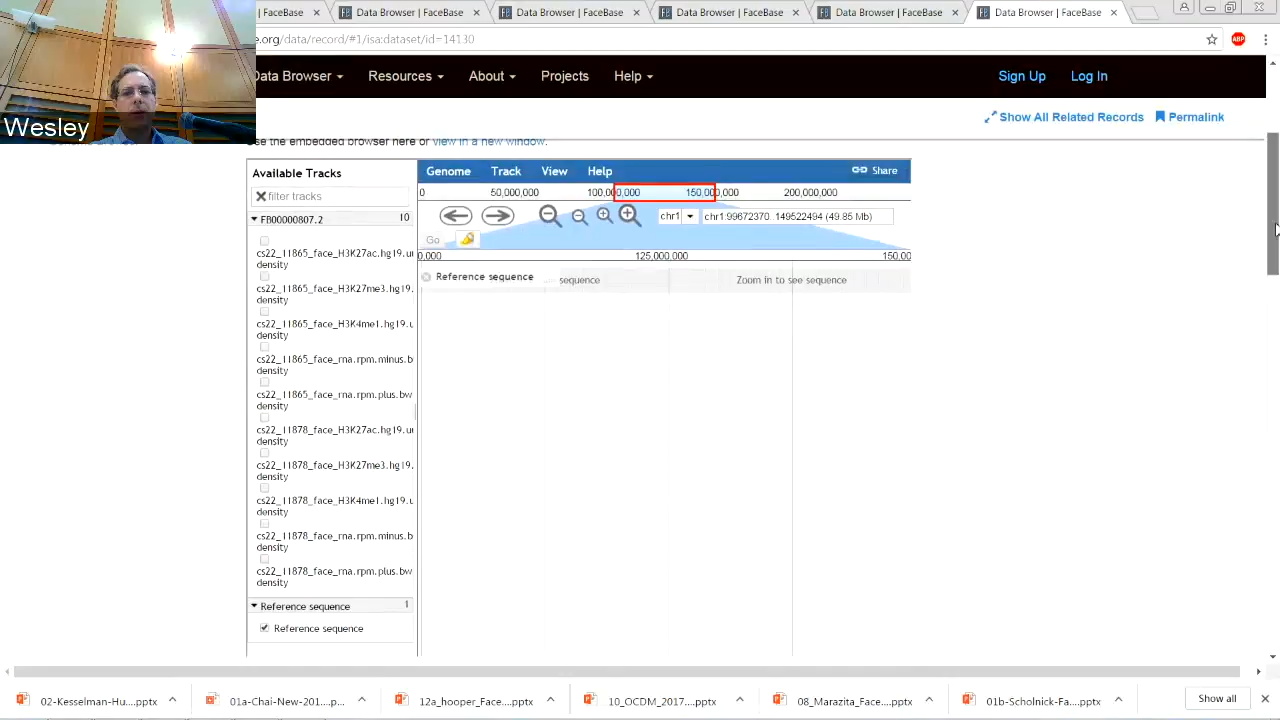 | FaceBase
Data Browser | FaceBase
Data Browser | FaceBase
Data Browser | FaceBase
Data Browser | FaceBase
e.org/data/record/#1/isa:dataset/id=14130
ABP
Data Browser
Resources
About
Projects
Help
Sign Up
Log In
Wesley
Show All Related Records
Permalink
Use the embedded browser here or view in a new window.
Available Tracks
Genome
Track
View
Help
Share
filter tracks
0
50,000,000
100,000,000
150,000,000
200,000,000
FB00000807.2
10
chr1
chr1:99672370..149522494 (49.85 Mb)
Go
0,000
125,000,000
150,00
Reference sequence
sequence
Zoom in to see sequence
cs22_11865_face_H3K27ac.hg19.u
density
cs22_11865_face_H3K27me3.hg19.
density
cs22_11865_face_H3K4me1.hg19.u
density
cs22_11865_face_rna.rpm.minus.b
density
cs22_11865_face_rna.rpm.plus.bw
density
cs22_11878_face_H3K27ac.hg19.u
density
cs22_11878_face_H3K27me3.hg19.
density
cs22_11878_face_H3K4me1.hg19.u
density
cs22_11878_face_rna.rpm.minus.b
density
cs22_11878_face_rna.rpm.plus.bw
density
Reference sequence
1
Reference sequence
02-Kesselman-Hu....pptx
01a-Chai-New-201...pptx
12a_hooper_Face....pptx
10_OCDM_2017....pptx
08_Marazita_Face....pptx
01b-Scholnick-Fa....pptx
Show all